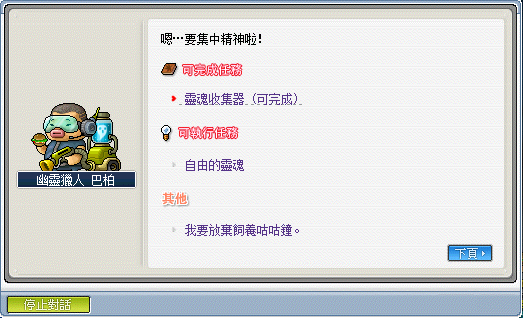 嗯…要集中精神啦!
可完成任務
靈魂收集器 (可完成)
可執行任務
自由的靈魂
其他
我要放棄飼養咕咕鐘。
幽靈獵人 巴柏
下頁
停止對話